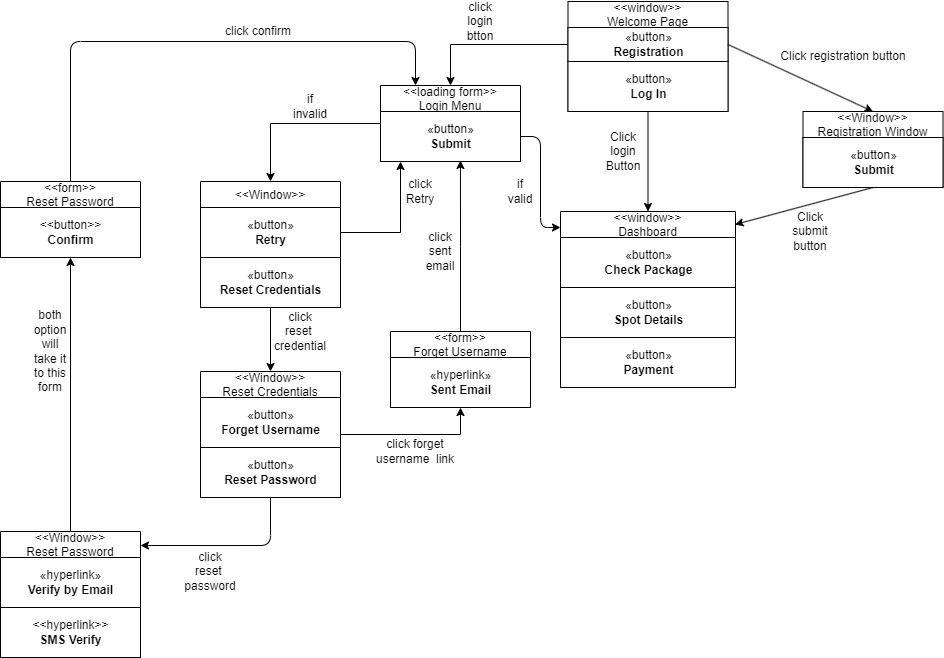 <<window>>
Welcome Page
«button»
Registration
«button»
Log In
click
login
btton
click confirm
Click registration button
<<loading form>>
Login Menu
«button»
Submit
if
invalid
<<Window>>
Registration Window
«button»
Submit
Click
login
Button
<<form>>
Reset Password
<<button>>
Confirm
<<Window>>
«button»
Retry
«button»
Reset Credentials
click
Retry
if
valid
Click
submit
button
<<window>>
Dashboard
«button»
Check Package
«button»
Spot Details
«button»
Payment
click
sent
email
both
option
will
take it
to this
form
click
reset
credential
<<form>>
Forget Username
«hyperlink»
Sent Email
<<Window>>
Reset Credentials
«button»
Forget Username
«button»
Reset Password
click forget
username link
click
reset
password
<<Window>>
Reset Password
«hyperlink»
Verify by Email
<<hyperlink>>
SMS Verify